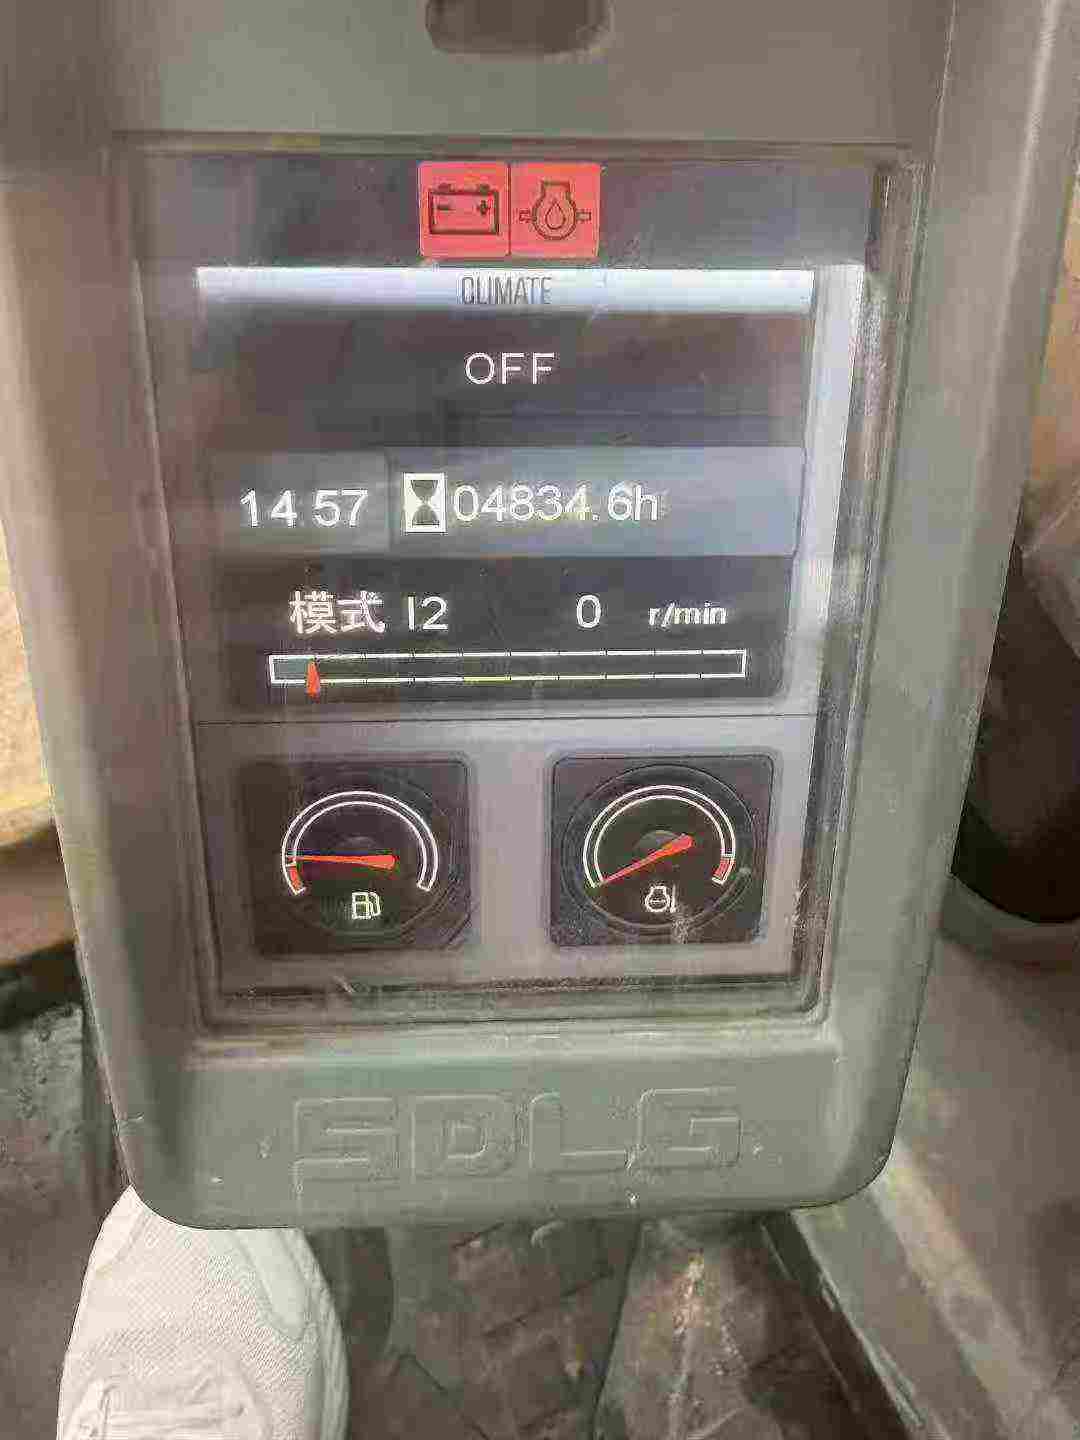 CLIMATE
OFF
14 57 04834.6h
模式 I2 0 r/min
SDLG